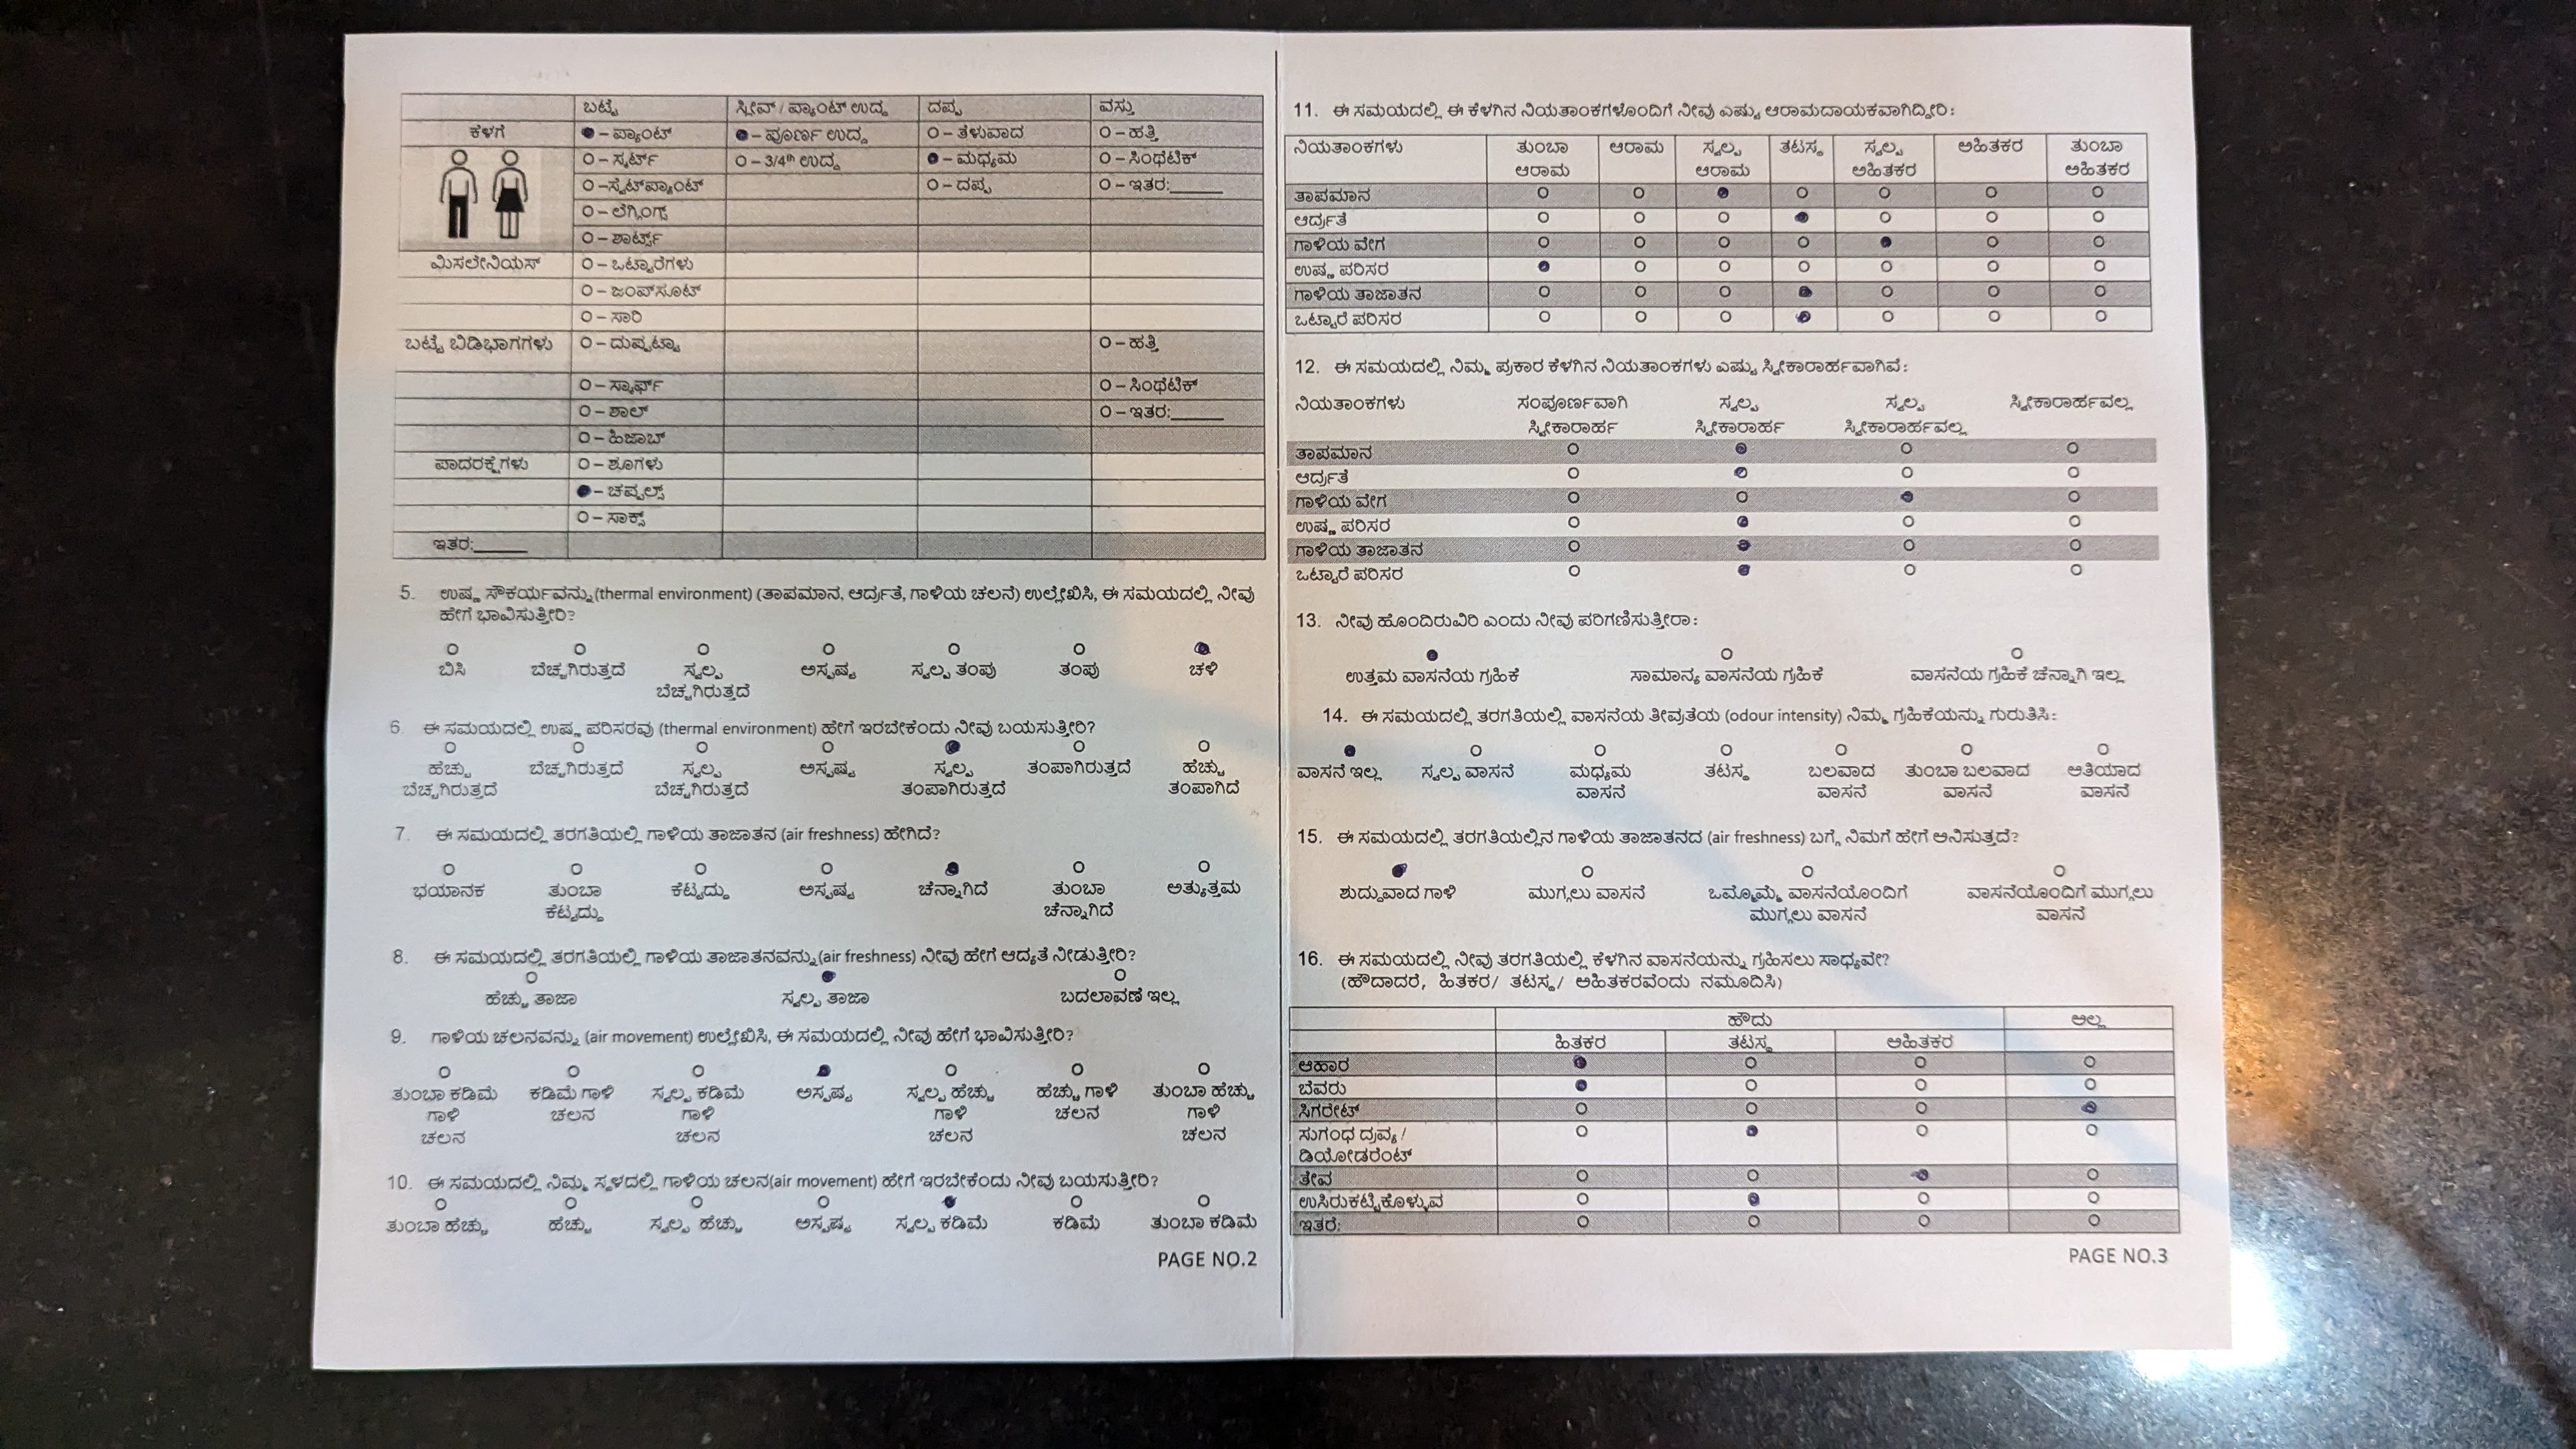 ಬಟ್ಟೆ ಸ್ಲೀವ್ / ಪ್ಯಾಂಟ್ ಉದ್ದ ದಪ್ಪ ವಸ್ತು
ಕೆಳಗೆ ●– ಪ್ಯಾಂಟ್ ●– ಪೂರ್ಣ ಉದ್ದ O – ತೆಳುವಾದ O – ಹತ್ತಿ
O – ಸ್ಕರ್ಟ್ O – 3/4th ಉದ್ದ ●– ಮಧ್ಯಮ O – ಸಿಂಥೆಟಿಕ್
O –ಸ್ವೆಟ್‌ಪ್ಯಾಂಟ್ O – ದಪ್ಪ O – ಇತರ:______
O – ಲೆಗ್ಗಿಂಗ್ಸ್
O – ಶಾರ್ಟ್ಸ್
ಮಿಸಲೇನಿಯಸ್ O – ಒಟ್ಟಾರೆಗಳು
O – ಜಂಪ್‌ಸೂಟ್
O – ಸಾರಿ
ಬಟ್ಟೆ ಬಿಡಿಭಾಗಗಳು O – ದುಪ್ಪಟ್ಟಾ O – ಹತ್ತಿ
O – ಸ್ಕಾರ್ಫ್ O – ಸಿಂಥೆಟಿಕ್
O – ಶಾಲ್ O – ಇತರ:______
O – ಹಿಜಾಬ್
ಪಾದರಕ್ಷೆಗಳು O – ಶೂಗಳು
●– ಚಪ್ಪಲ್ಸ್
O – ಸಾಕ್ಸ್
ಇತರ:______
5. ಉಷ್ಣ ಸೌಕರ್ಯವನ್ನು(thermal environment) (ತಾಪಮಾನ, ಆರ್ದ್ರತೆ, ಗಾಳಿಯ ಚಲನೆ) ಉಲ್ಲೇಖಿಸಿ, ಈ ಸಮಯದಲ್ಲಿ ನೀವು
ಹೇಗೆ ಭಾವಿಸುತ್ತೀರಿ?
ಬಿಸಿ ಬೆಚ್ಚಗಿರುತ್ತದೆ ಸ್ವಲ್ಪ ಅಸ್ಪಷ್ಟ ಸ್ವಲ್ಪ ತಂಪು ತಂಪು ಚಳಿ
ಬೆಚ್ಚಗಿರುತ್ತದೆ
6. ಈ ಸಮಯದಲ್ಲಿ ಉಷ್ಣ ಪರಿಸರವು (thermal environment) ಹೇಗೆ ಇರಬೇಕೆಂದು ನೀವು ಬಯಸುತ್ತೀರಿ?
ಹೆಚ್ಚು ಬೆಚ್ಚಗಿರುತ್ತದೆ ಸ್ವಲ್ಪ ಅಸ್ಪಷ್ಟ ಸ್ವಲ್ಪ ತಂಪಾಗಿರುತ್ತದೆ ಹೆಚ್ಚು
ಬೆಚ್ಚಗಿರುತ್ತದೆ ಬೆಚ್ಚಗಿರುತ್ತದೆ ತಂಪಾಗಿರುತ್ತದೆ ತಂಪಾಗಿದೆ
7. ಈ ಸಮಯದಲ್ಲಿ ತರಗತಿಯಲ್ಲಿ ಗಾಳಿಯ ತಾಜಾತನ (air freshness) ಹೇಗಿದೆ?
ಭಯಾನಕ ತುಂಬಾ ಕೆಟ್ಟದ್ದು ಅಸ್ಪಷ್ಟ ಚೆನ್ನಾಗಿದೆ ತುಂಬಾ ಅತ್ಯುತ್ತಮ
ಕೆಟ್ಟದ್ದು ಚೆನ್ನಾಗಿದೆ
8. ಈ ಸಮಯದಲ್ಲಿ ತರಗತಿಯಲ್ಲಿ ಗಾಳಿಯ ತಾಜಾತನವನ್ನು(air freshness) ನೀವು ಹೇಗೆ ಆದ್ಯತೆ ನೀಡುತ್ತೀರಿ?
ಹೆಚ್ಚು ತಾಜಾ ಸ್ವಲ್ಪ ತಾಜಾ ಬದಲಾವಣೆ ಇಲ್ಲ
9. ಗಾಳಿಯ ಚಲನವನ್ನು (air movement) ಉಲ್ಲೇಖಿಸಿ, ಈ ಸಮಯದಲ್ಲಿ ನೀವು ಹೇಗೆ ಭಾವಿಸುತ್ತೀರಿ?
ತುಂಬಾ ಕಡಿಮೆ ಕಡಿಮೆ ಗಾಳಿ ಸ್ವಲ್ಪ ಕಡಿಮೆ ಅಸ್ಪಷ್ಟ ಸ್ವಲ್ಪ ಹೆಚ್ಚು ಹೆಚ್ಚು ಗಾಳಿ ತುಂಬಾ ಹೆಚ್ಚು
ಗಾಳಿ ಚಲನ ಗಾಳಿ ಗಾಳಿ ಚಲನ ಗಾಳಿ
ಚಲನ ಚಲನ ಚಲನ ಚಲನ
10. ಈ ಸಮಯದಲ್ಲಿ ನಿಮ್ಮ ಸ್ಥಳದಲ್ಲಿ ಗಾಳಿಯ ಚಲನ(air movement) ಹೇಗೆ ಇರಬೇಕೆಂದು ನೀವು ಬಯಸುತ್ತೀರಿ?
ತುಂಬಾ ಹೆಚ್ಚು ಹೆಚ್ಚು ಸ್ವಲ್ಪ ಹೆಚ್ಚು ಅಸ್ಪಷ್ಟ ಸ್ವಲ್ಪ ಕಡಿಮೆ ಕಡಿಮೆ ತುಂಬಾ ಕಡಿಮೆ
PAGE NO.2
11. ಈ ಸಮಯದಲ್ಲಿ ಈ ಕೆಳಗಿನ ನಿಯತಾಂಕಗಳೊಂದಿಗೆ ನೀವು ಎಷ್ಟು ಆರಾಮದಾಯಕವಾಗಿದ್ದೀರಿ:
ನಿಯತಾಂಕಗಳು ತುಂಬಾ ಆರಾಮ ಸ್ವಲ್ಪ ತಟಸ್ಥ ಸ್ವಲ್ಪ ಅಹಿತಕರ ತುಂಬಾ
ಆರಾಮ ಆರಾಮ ಅಹಿತಕರ ಅಹಿತಕರ
ತಾಪಮಾನ
ಆರ್ದ್ರತೆ
ಗಾಳಿಯ ವೇಗ
ಉಷ್ಣ ಪರಿಸರ
ಗಾಳಿಯ ತಾಜಾತನ
ಒಟ್ಟಾರೆ ಪರಿಸರ
12. ಈ ಸಮಯದಲ್ಲಿ ನಿಮ್ಮ ಪ್ರಕಾರ ಕೆಳಗಿನ ನಿಯತಾಂಕಗಳು ಎಷ್ಟು ಸ್ವೀಕಾರಾರ್ಹವಾಗಿವೆ:
ನಿಯತಾಂಕಗಳು ಸಂಪೂರ್ಣವಾಗಿ ಸ್ವಲ್ಪ ಸ್ವಲ್ಪ ಸ್ವೀಕಾರಾರ್ಹವಲ್ಲ
ಸ್ವೀಕಾರಾರ್ಹ ಸ್ವೀಕಾರಾರ್ಹ ಸ್ವೀಕಾರಾರ್ಹವಲ್ಲ
ತಾಪಮಾನ
ಆರ್ದ್ರತೆ
ಗಾಳಿಯ ವೇಗ
ಉಷ್ಣ ಪರಿಸರ
ಗಾಳಿಯ ತಾಜಾತನ
ಒಟ್ಟಾರೆ ಪರಿಸರ
13. ನೀವು ಹೊಂದಿರುವಿರಿ ಎಂದು ನೀವು ಪರಿಗಣಿಸುತ್ತೀರಾ:
ಉತ್ತಮ ವಾಸನೆಯ ಗ್ರಹಿಕೆ ಸಾಮಾನ್ಯ ವಾಸನೆಯ ಗ್ರಹಿಕೆ ವಾಸನೆಯ ಗ್ರಹಿಕೆ ಚೆನ್ನಾಗಿ ಇಲ್ಲ
14. ಈ ಸಮಯದಲ್ಲಿ ತರಗತಿಯಲ್ಲಿ ವಾಸನೆಯ ತೀವ್ರತೆಯ (odour intensity) ನಿಮ್ಮ ಗ್ರಹಿಕೆಯನ್ನು ಗುರುತಿಸಿ:
ವಾಸನೆ ಇಲ್ಲ ಸ್ವಲ್ಪ ವಾಸನೆ ಮಧ್ಯಮ ತಟಸ್ಥ ಬಲವಾದ ತುಂಬಾ ಬಲವಾದ ಅತಿಯಾದ
ವಾಸನೆ ವಾಸನೆ ವಾಸನೆ ವಾಸನೆ
15. ಈ ಸಮಯದಲ್ಲಿ ತರಗತಿಯಲ್ಲಿನ ಗಾಳಿಯ ತಾಜಾತನದ (air freshness) ಬಗ್ಗೆ ನಿಮಗೆ ಹೇಗೆ ಅನಿಸುತ್ತದೆ?
ಶುದ್ಧುವಾದ ಗಾಳಿ ಮುಗ್ಗಲು ವಾಸನೆ ಒಮ್ಮೊಮ್ಮೆ ವಾಸನೆಯೊಂದಿಗೆ ವಾಸನೆಯೊಂದಿಗೆ ಮುಗ್ಗಲು
ಮುಗ್ಗಲು ವಾಸನೆ ವಾಸನೆ
16. ಈ ಸಮಯದಲ್ಲಿ ನೀವು ತರಗತಿಯಲ್ಲಿ ಕೆಳಗಿನ ವಾಸನೆಯನ್ನು ಗ್ರಹಿಸಲು ಸಾಧ್ಯವೇ?
(ಹೌದಾದರೆ, ಹಿತಕರ/ ತಟಸ್ಥ/ ಅಹಿತಕರವೆಂದು ನಮೂದಿಸಿ)
ಹೌದು ಅಲ್ಲ
ಹಿತಕರ ತಟಸ್ಥ ಅಹಿತಕರ
ಆಹಾರ
ಬೆವರು
ಸಿಗರೇಟ್
ಸುಗಂಧ ದ್ರವ್ಯ/
ಡಿಯೋಡರೆಂಟ್
ತೇವ
ಉಸಿರುಕಟ್ಟಿಕೊಳ್ಳುವ
ಇತರೆ:
PAGE NO.3